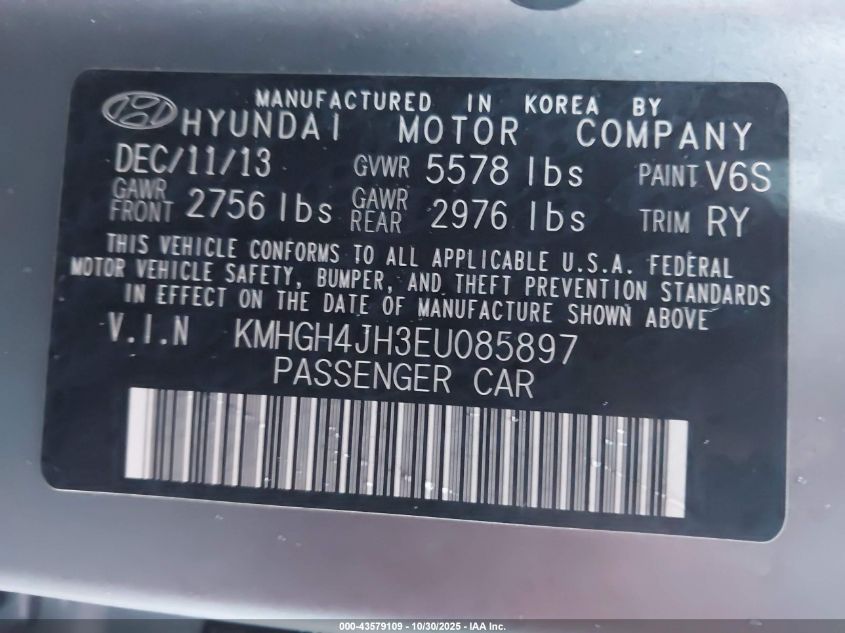 MANUFACTURED IN KOREA BY
HYUNDAI MOTOR COMPANY
DEC/11/13 GVWR 5578 lbs PAINT V6S
GAWR FRONT 2756 lbs GAWR REAR 2976 lbs TRIM RY
THIS VEHICLE CONFORMS TO ALL APPLICABLE U.S.A. FEDERAL
MOTOR VEHICLE SAFETY, BUMPER, AND THEFT PREVENTION STANDARDS
IN EFFECT ON THE DATE OF MANUFACTURE SHOWN ABOVE
V.I.N KMHGH4JH3EU085897
PASSENGER CAR
000-43579109 - 10/30/2025 - IAA Inc.